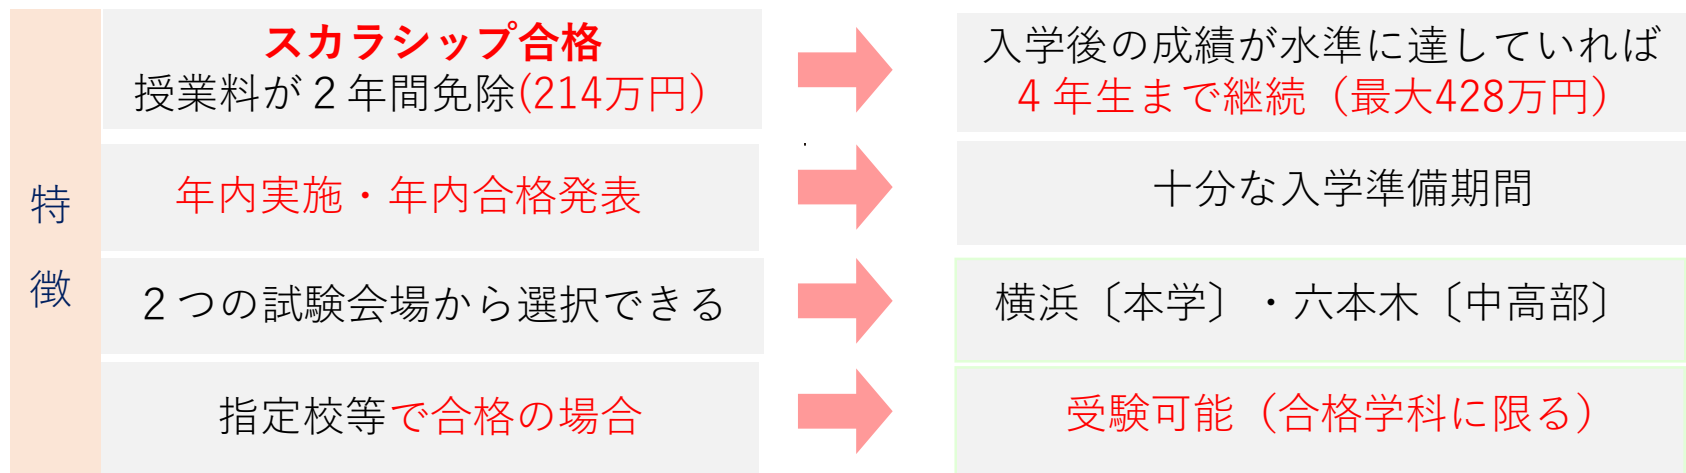 特
徴
スカラシップ合格
授業料が２年間免除(214万円）
入学後の成績が水準に達していれば
４年生まで継続（最大428万円）
年内実施・年内合格発表
十分な入学準備期間
２つの試験会場から選択できる
横浜〔本学〕・六本木〔中高部〕
指定校等で合格の場合
受験可能（合格学科に限る）